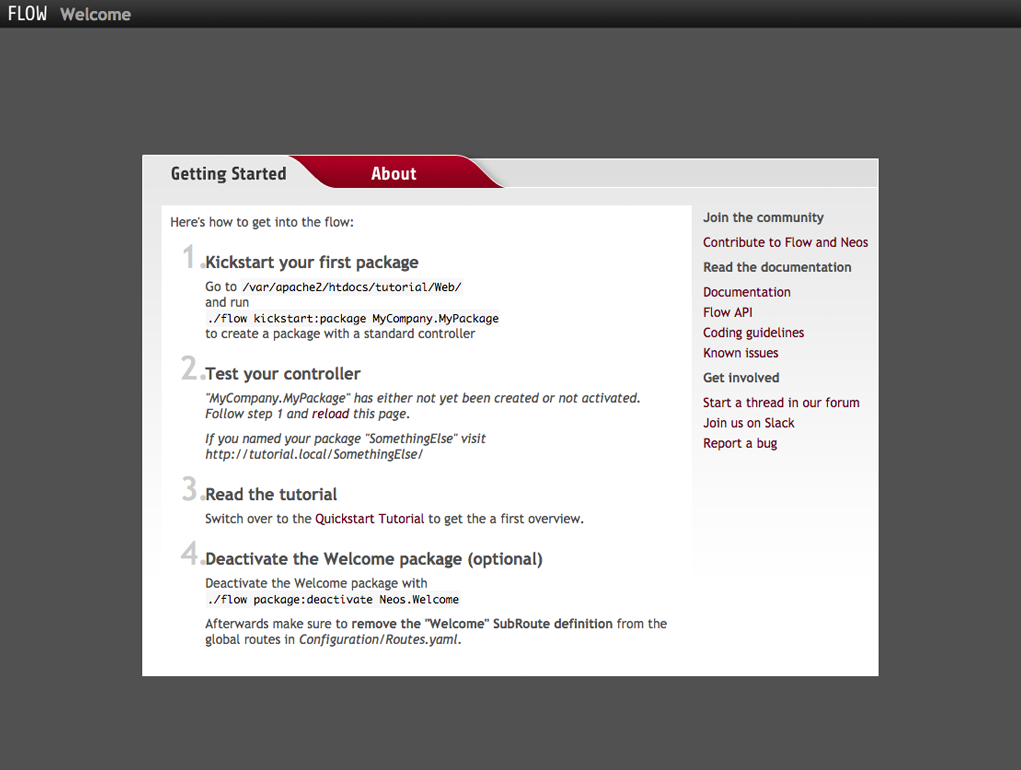 FLOW Welcome
Getting Started
About
Here's how to get into the flow:
1. Kickstart your first package
Go to /var/apache2/htdocs/tutorial/Web/
and run
./flow kickstart:package MyCompany.MyPackage
to create a package with a standard controller
2. Test your controller
"MyCompany.MyPackage" has either not yet been created or not activated.
Follow step 1 and reload this page.
If you named your package "SomethingElse" visit
http://tutorial.local/SomethingElse/
3. Read the tutorial
Switch over to the Quickstart Tutorial to get the a first overview.
4. Deactivate the Welcome package (optional)
Deactivate the Welcome package with
./flow package:deactivate Neos.Welcome
Afterwards make sure to remove the "Welcome" SubRoute definition from the
global routes in Configuration/Routes.yaml.
Join the community
Contribute to Flow and Neos
Read the documentation
Documentation
Flow API
Coding guidelines
Known issues
Get involved
Start a thread in our forum
Join us on Slack
Report a bug